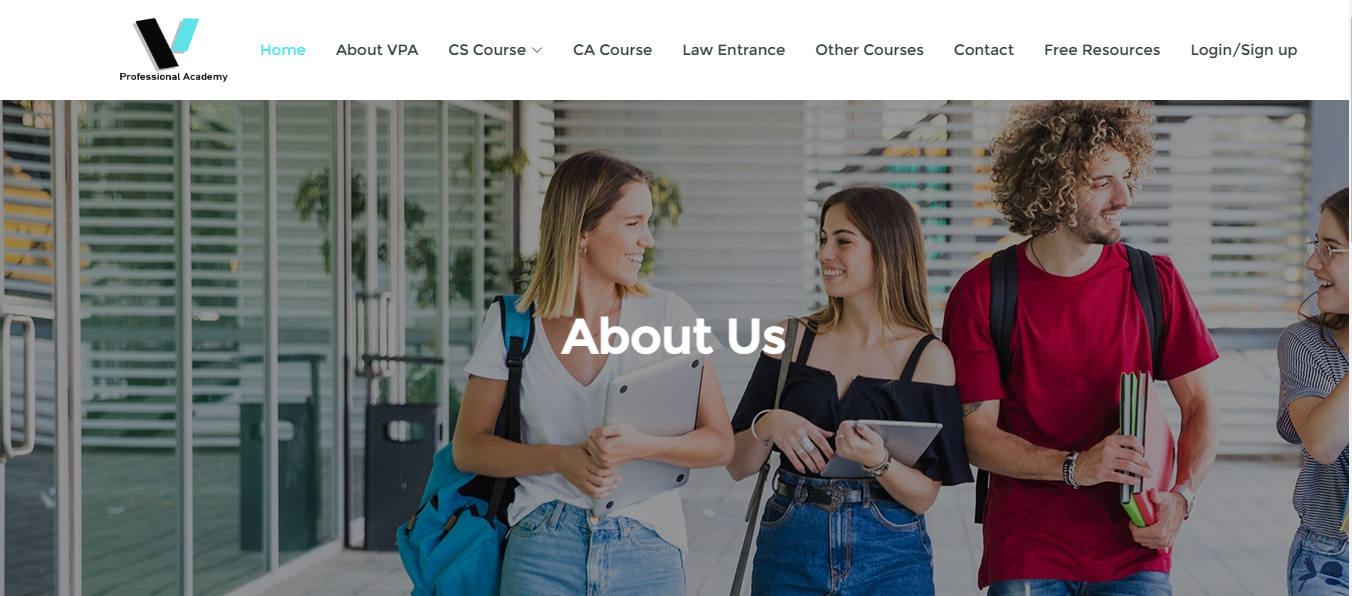 Professional Academy
Home About VPA CS Course CA Course Law Entrance Other Courses Contact Free Resources Login/Sign up
About Us